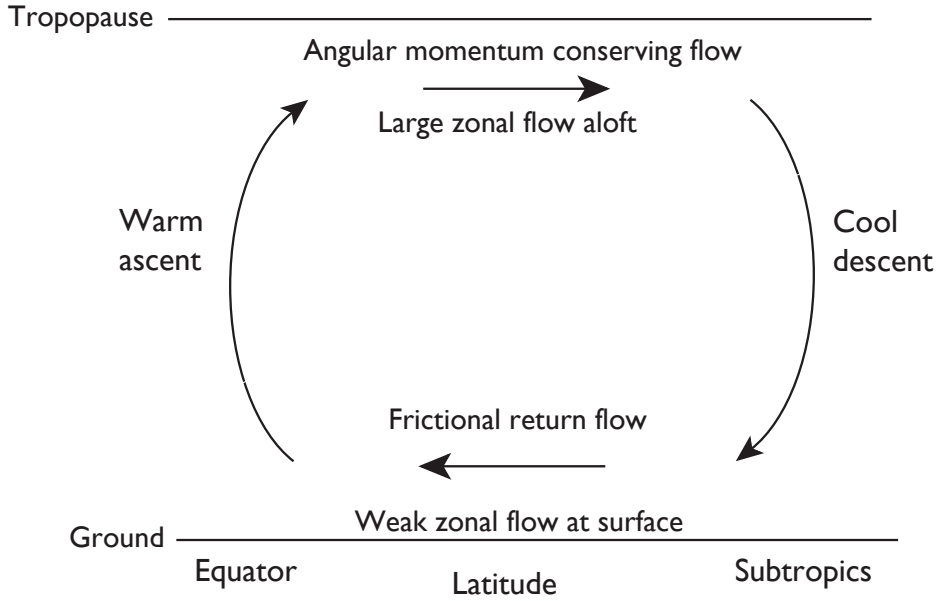 Tropopause
Angular momentum conserving flow
Large zonal flow aloft
Warm
ascent
Cool
descent
Frictional return flow
Weak zonal flow at surface
Ground
Equator
Latitude
Subtropics